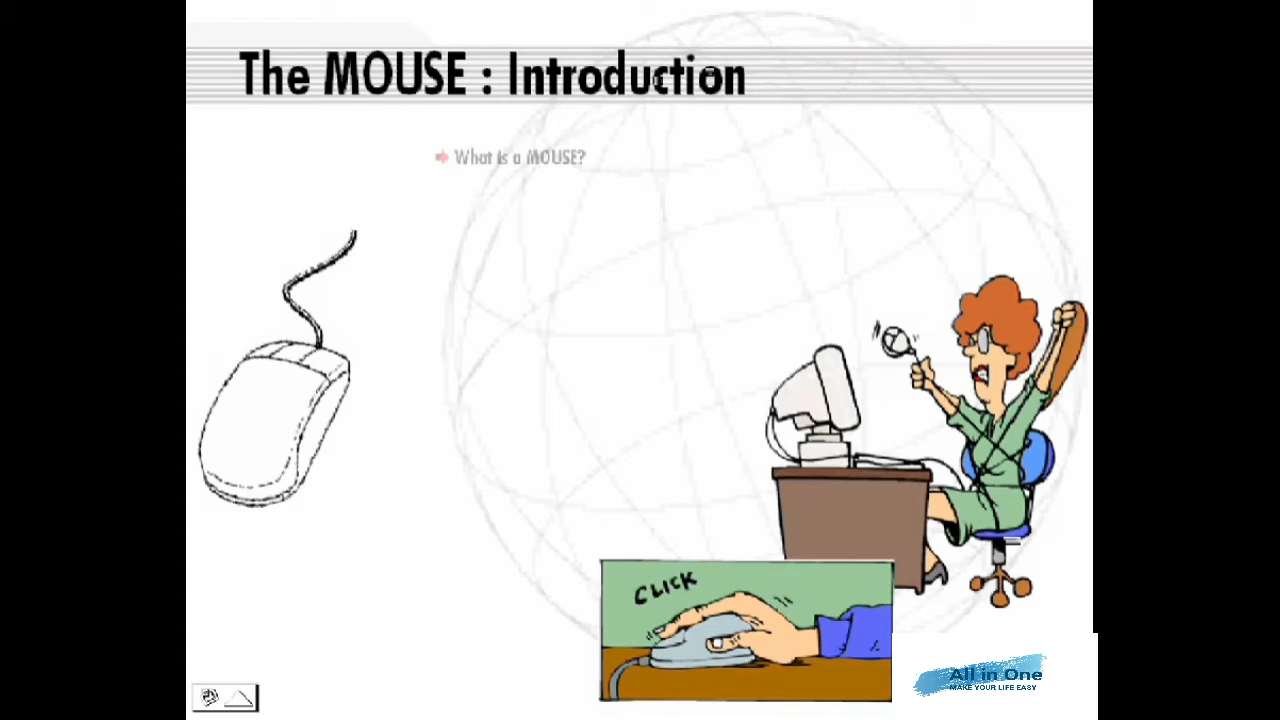 The MOUSE : Introduction
What is a MOUSE?
CLICK
All in One
MAKE YOUR LIFE EASY